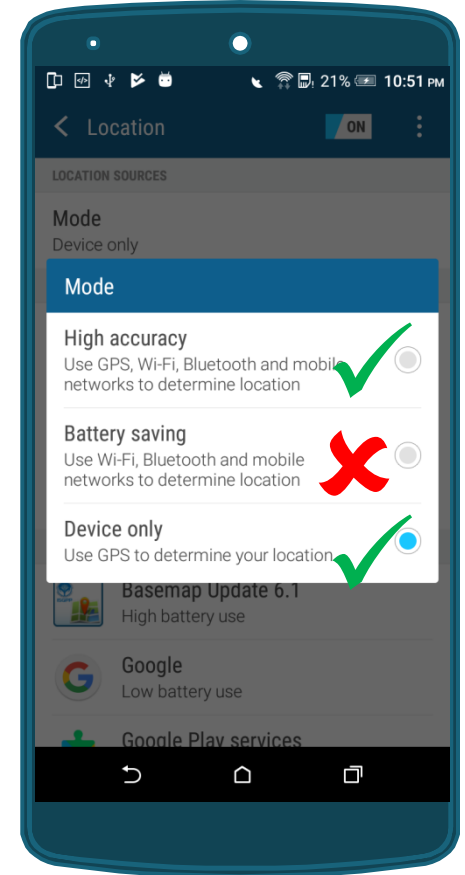 21% 10:51 PM
Location
ON
LOCATION SOURCES
Mode
Device only
Mode
High accuracy
Use GPS, Wi-Fi, Bluetooth and mobile
networks to determine location
Battery saving
Use Wi-Fi, Bluetooth and mobile
networks to determine location
Device only
Use GPS to determine your location.
Basemap Update 6.1
High battery use
Google
Low battery use
Google Play services